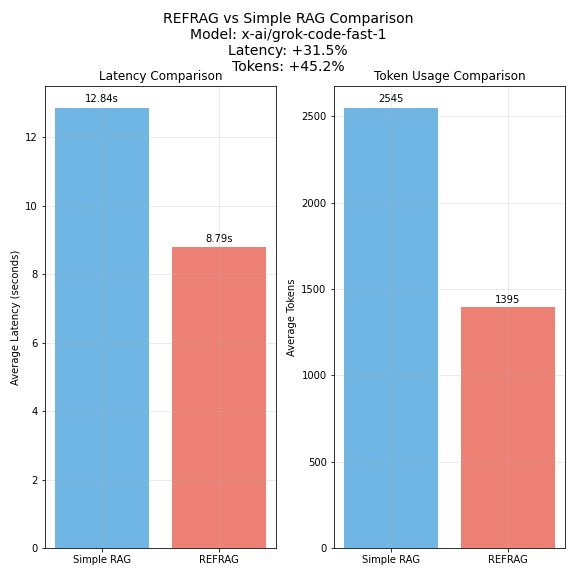 REFRAG vs Simple RAG Comparison
Model: x-ai/grok-code-fast-1
Latency: +31.5%
Tokens: +45.2%
Latency Comparison
12.84s
8.79s
12
10
8
6
4
2
0
Average Latency (seconds)
Simple RAG
REFRAG
Token Usage Comparison
2545
1395
2500
2000
1500
1000
500
0
Average Tokens
Simple RAG
REFRAG